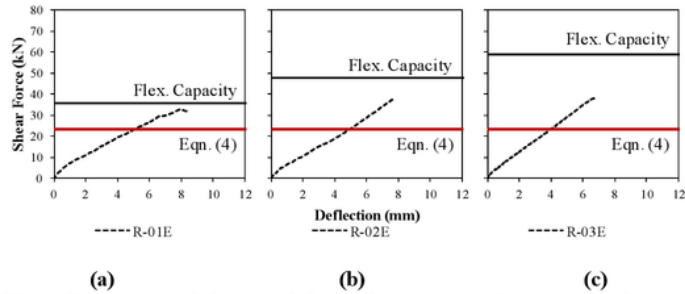 Shear Force (kN)
80
70
60
50
40
30
20
10
0
Flex. Capacity
Eqn. (4)
0 2 4 6 8 10 12
Flex. Capacity
Eqn. (4)
0 2 4 6 8 10 12
Flex. Capacity
Eqn. (4)
0 2 4 6 8 10 12
Deflection (mm)
R-01E
R-02E
R-03E
(a) (b) (c)